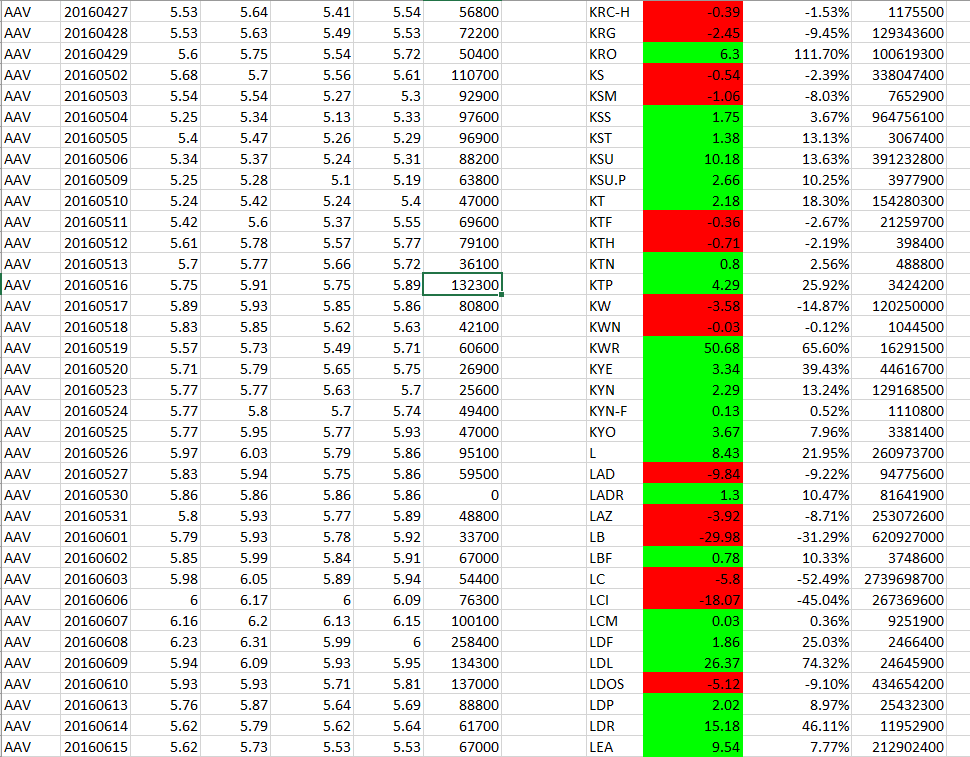 AAV 20160427 5.53 5.64 5.41 5.54 56800 KRC-H -0.39 -1.53% 1175500
AAV 20160428 5.53 5.63 5.49 5.53 72200 KRG -2.45 -9.45% 129343600
AAV 20160429 5.6 5.75 5.54 5.72 50400 KRO 6.3 111.70% 100619300
AAV 20160502 5.68 5.7 5.56 5.61 110700 KS -0.54 -2.39% 338047400
AAV 20160503 5.54 5.54 5.27 5.3 92900 KSM -1.06 -8.03% 7652900
AAV 20160504 5.25 5.34 5.13 5.33 97600 KSS 1.75 3.67% 964756100
AAV 20160505 5.4 5.47 5.26 5.29 96900 KST 1.38 13.13% 3067400
AAV 20160506 5.34 5.37 5.24 5.31 88200 KSU 10.18 13.63% 391232800
AAV 20160509 5.25 5.28 5.1 5.19 63800 KSU.P 2.66 10.25% 3977900
AAV 20160510 5.24 5.42 5.24 5.4 47000 KT 2.18 18.30% 154280300
AAV 20160511 5.42 5.6 5.37 5.55 69600 KTF -0.36 -2.67% 21259700
AAV 20160512 5.61 5.78 5.57 5.77 79100 KTH -0.71 -2.19% 398400
AAV 20160513 5.7 5.77 5.66 5.72 36100 KTN 0.8 2.56% 488800
AAV 20160516 5.75 5.91 5.75 5.89 132300 KTP 4.29 25.92% 3424200
AAV 20160517 5.89 5.93 5.85 5.86 80800 KW -3.58 -14.87% 120250000
AAV 20160518 5.83 5.85 5.62 5.63 42100 KWN -0.03 -0.12% 1044500
AAV 20160519 5.57 5.73 5.49 5.71 60600 KWR 50.68 65.60% 16291500
AAV 20160520 5.71 5.79 5.65 5.75 26900 KYE 3.34 39.43% 44616700
AAV 20160523 5.77 5.77 5.63 5.7 25600 KYN 2.29 13.24% 129168500
AAV 20160524 5.77 5.8 5.7 5.74 49400 KYN-F 0.13 0.52% 1110800
AAV 20160525 5.77 5.95 5.77 5.93 47000 KYO 3.67 7.96% 3381400
AAV 20160526 5.97 6.03 5.79 5.86 95100 L 8.43 21.95% 260973700
AAV 20160527 5.83 5.94 5.75 5.86 59500 LAD -9.84 -9.22% 94775600
AAV 20160530 5.86 5.86 5.86 5.86 0 LADR 1.3 10.47% 81641900
AAV 20160531 5.8 5.93 5.77 5.89 48800 LAZ -3.92 -8.71% 253072600
AAV 20160601 5.79 5.93 5.78 5.92 33700 LB -29.98 -31.29% 620927000
AAV 20160602 5.85 5.99 5.84 5.91 67000 LBF 0.78 10.33% 3748600
AAV 20160603 5.98 6.05 5.89 5.94 54400 LC -5.8 -52.49% 2739698700
AAV 20160606 6 6.17 6 6.09 76300 LCI -18.07 -45.04% 267369600
AAV 20160607 6.16 6.2 6.13 6.15 100100 LCM 0.03 0.36% 9251900
AAV 20160608 6.23 6.31 5.99 6 258400 LDF 1.86 25.03% 2466400
AAV 20160609 5.94 6.09 5.93 5.95 134300 LDL 26.37 74.32% 24645900
AAV 20160610 5.93 5.93 5.71 5.81 137000 LDOS -5.12 -9.10% 434654200
AAV 20160613 5.76 5.87 5.64 5.69 88800 LDP 2.02 8.97% 25432300
AAV 20160614 5.62 5.79 5.62 5.64 61700 LDR 15.18 46.11% 11952900
AAV 20160615 5.62 5.73 5.53 5.53 67000 LEA 9.54 7.77% 212902400